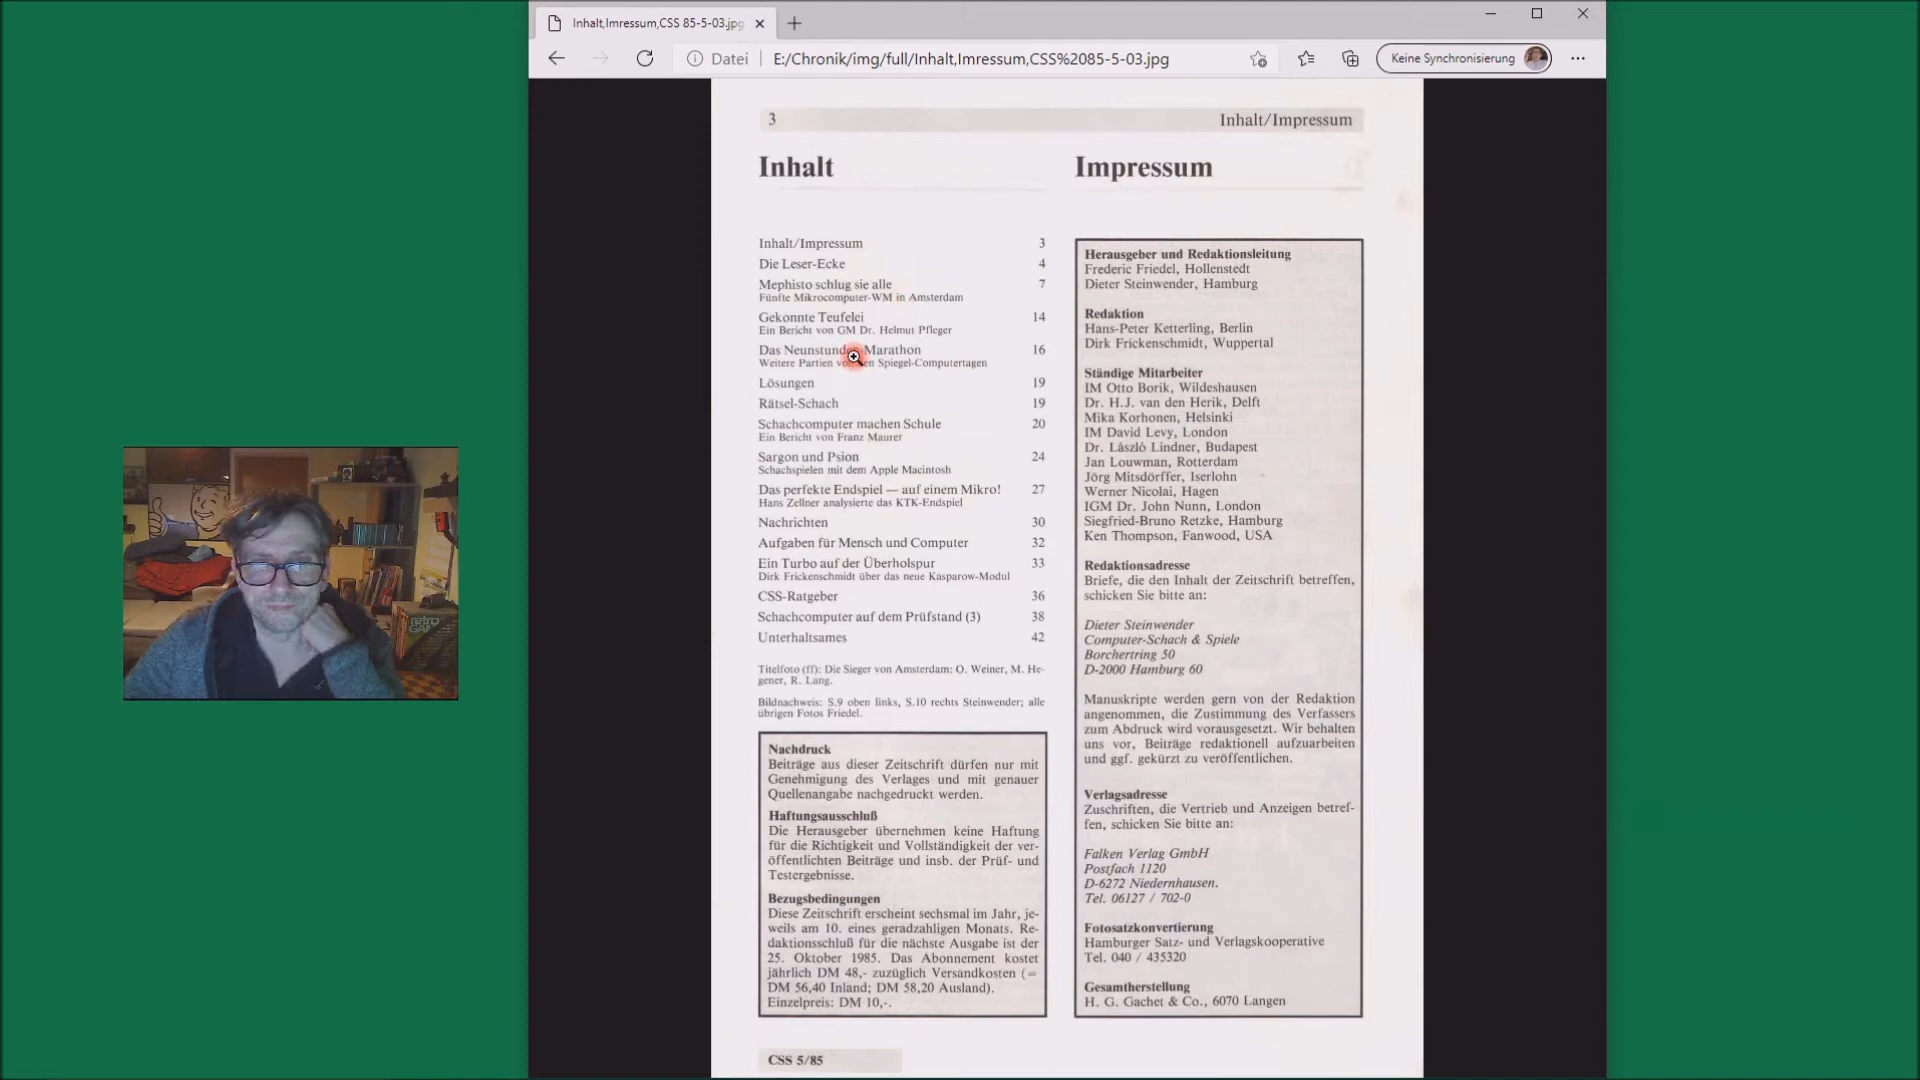 Inhalt,Imressum,CSS 85-5-03.jpg
Datei
E:/Chronik/img/full/Inhalt,Imressum,CSS%2085-5-03.jpg
Keine Synchronisierung
3 Inhalt/Impressum
Inhalt
Inhalt/Impressum 3
Die Leser-Ecke 4
Mephisto schlug sie alle 7
Fünfte Mikrocomputer-WM in Amsterdam
Gekonnte Teufelei 14
Ein Bericht von GM Dr. Helmut Pfleger
Das Neunstunden-Marathon 16
Weitere Partien von den Spiegel-Computertagen
Lösungen 19
Rätsel-Schach 19
Schachcomputer machen Schule 20
Ein Bericht von Franz Maurer
Sargon und Psion 24
Schachspielen mit dem Apple Macintosh
Das perfekte Endspiel — auf einem Mikro! 27
Hans Zellner analysierte das KTK-Endspiel
Nachrichten 30
Aufgaben für Mensch und Computer 32
Ein Turbo auf der Überholspur 33
Dirk Frickenschmidt über das neue Kasparow-Modul
CSS-Ratgeber 36
Schachcomputer auf dem Prüfstand (3) 38
Unterhaltsames 42
Titelfoto (ff): Die Sieger von Amsterdam: O. Weiner, M. He-
gener, R. Lang.
Bildnachweis: S.9 oben links, S.10 rechts Steinwender; alle
übrigen Fotos Friedel.
Nachdruck
Beiträge aus dieser Zeitschrift dürfen nur mit
Genehmigung des Verlages und mit genauer
Quellenangabe nachgedruckt werden.
Haftungsausschluß
Die Herausgeber übernehmen keine Haftung
für die Richtigkeit und Vollständigkeit der ver-
öffentlichten Beiträge und insb. der Prüf- und
Testergebnisse.
Bezugsbedingungen
Diese Zeitschrift erscheint sechsmal im Jahr, je-
weils am 10. eines geradzahligen Monats. Re-
daktionsschluß für die nächste Ausgabe ist der
25. Oktober 1985. Das Abonnement kostet
jährlich DM 48,- zuzüglich Versandkosten (=
DM 56,40 Inland; DM 58,20 Ausland).
Einzelpreis: DM 10,-.
Impressum
Herausgeber und Redaktionsleitung
Frederic Friedel, Hollenstedt
Dieter Steinwender, Hamburg
Redaktion
Hans-Peter Ketterling, Berlin
Dirk Frickenschmidt, Wuppertal
Ständige Mitarbeiter
IM Otto Borik, Wildeshausen
Dr. H.J. van den Herik, Delft
Mika Korhonen, Helsinki
IM David Levy, London
Dr. László Lindner, Budapest
Jan Louwman, Rotterdam
Jörg Mitsdörffer, Iserlohn
Werner Nicolai, Hagen
IGM Dr. John Nunn, London
Siegfried-Bruno Retzke, Hamburg
Ken Thompson, Fanwood, USA
Redaktionsadresse
Briefe, die den Inhalt der Zeitschrift betreffen,
schicken Sie bitte an:
Dieter Steinwender
Computer-Schach & Spiele
Borchertring 50
D-2000 Hamburg 60
Manuskripte werden gern von der Redaktion
angenommen, die Zustimmung des Verfassers
zum Abdruck wird vorausgesetzt. Wir behalten
uns vor, Beiträge redaktionell aufzuarbeiten
und ggf. gekürzt zu veröffentlichen.
Verlagsadresse
Zuschriften, die Vertrieb und Anzeigen betref-
fen, schicken Sie bitte an:
Falken Verlag GmbH
Postfach 1120
D-6272 Niedernhausen.
Tel. 06127 / 702-0
Fotosatzkonvertierung
Hamburger Satz- und Verlagskooperative
Tel. 040 / 435320
Gesamtherstellung
H. G. Gachet & Co., 6070 Langen
CSS 5/85
retro